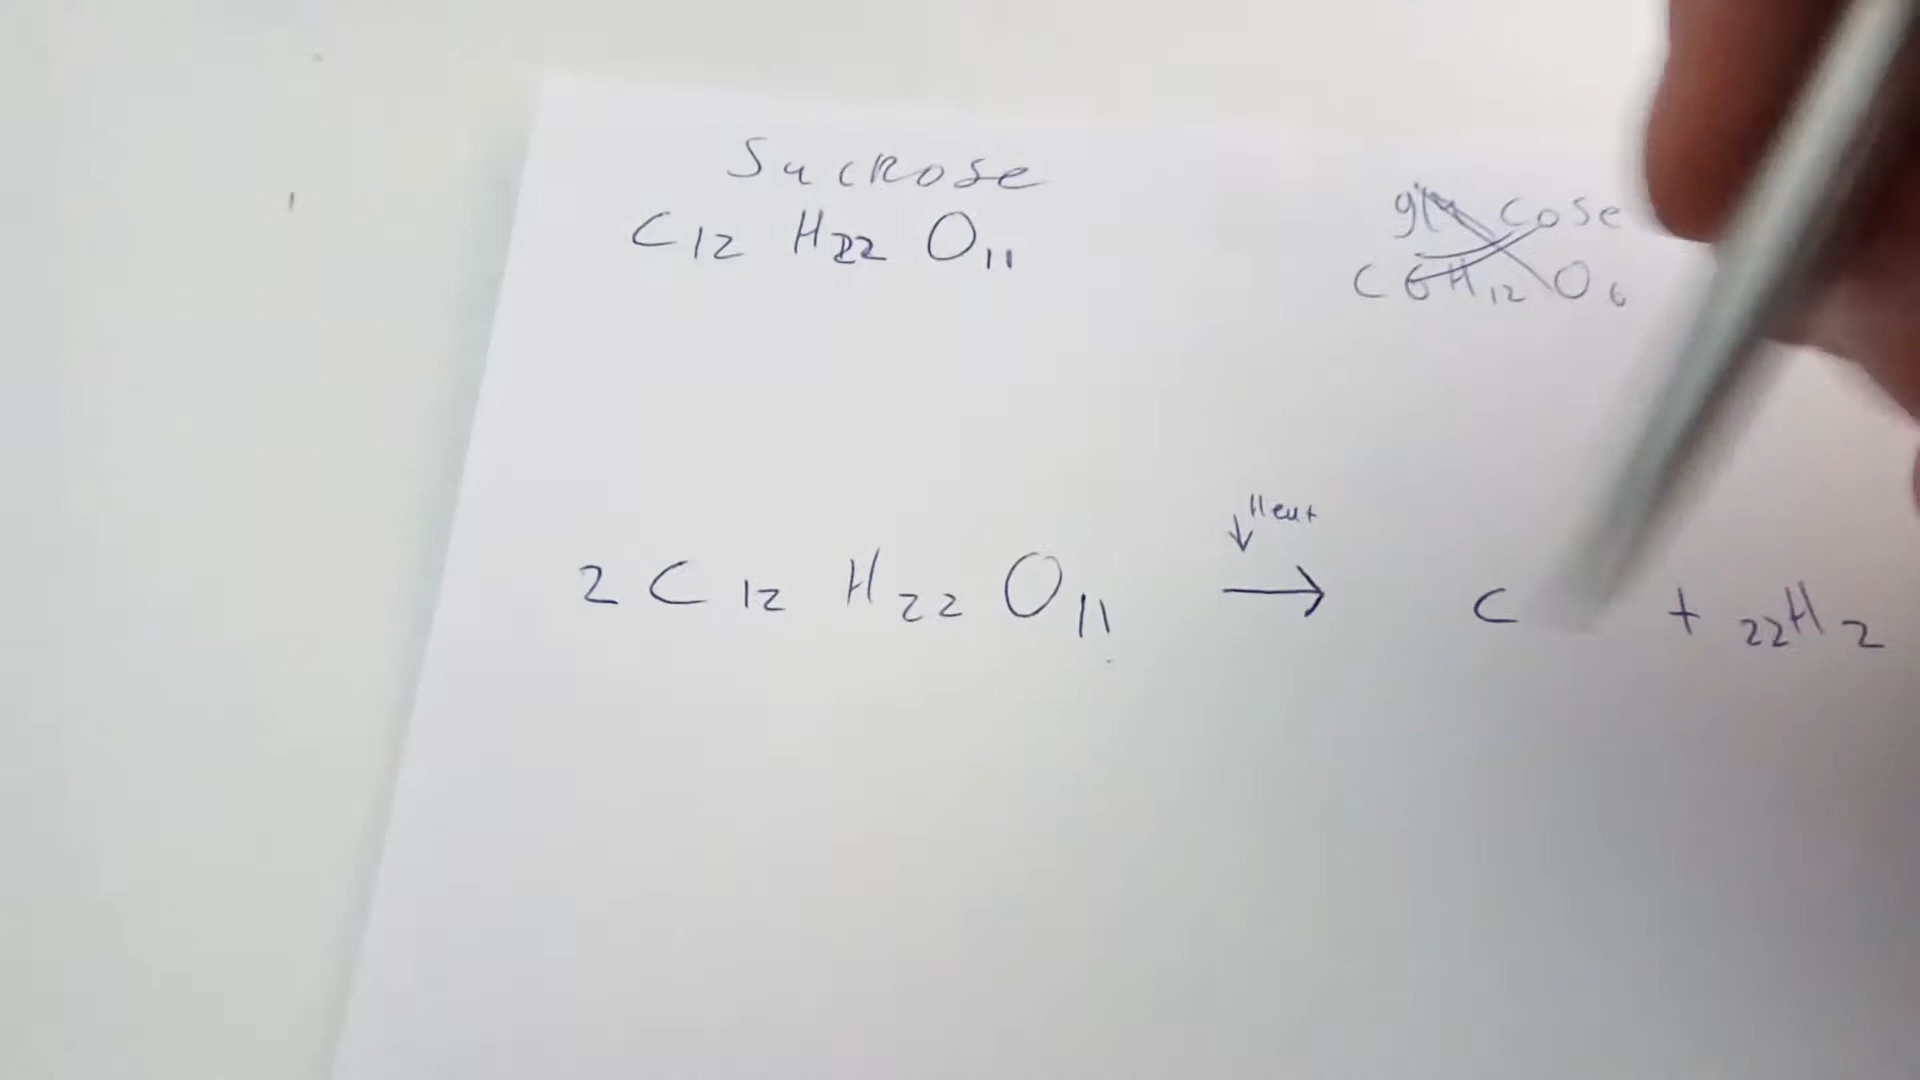 Sucrose
C12 H22 O11
glucose
C6H12O6
Heat
2 C12 H22 O11 → C + 22H2